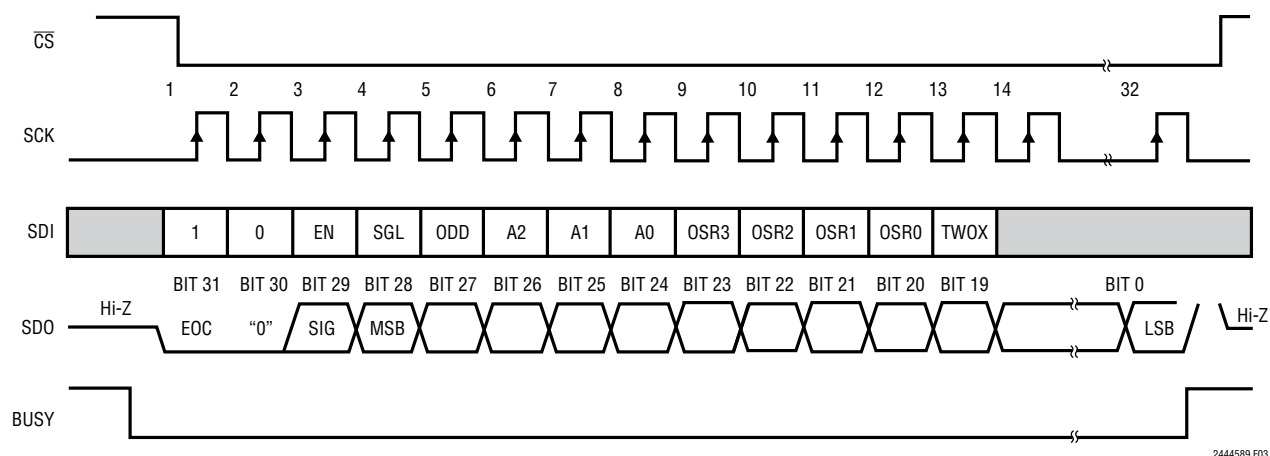 CS
1 2 3 4 5 6 7 8 9 10 11 12 13 14 32
SCK
SDI 1 0 EN SGL ODD A2 A1 A0 OSR3 OSR2 OSR1 OSR0 TWOX
BIT 31 BIT 30 BIT 29 BIT 28 BIT 27 BIT 26 BIT 25 BIT 24 BIT 23 BIT 22 BIT 21 BIT 20 BIT 19 BIT 0
Hi-Z Hi-Z
SDO EOC “0” SIG MSB LSB
BUSY
2444589 F03